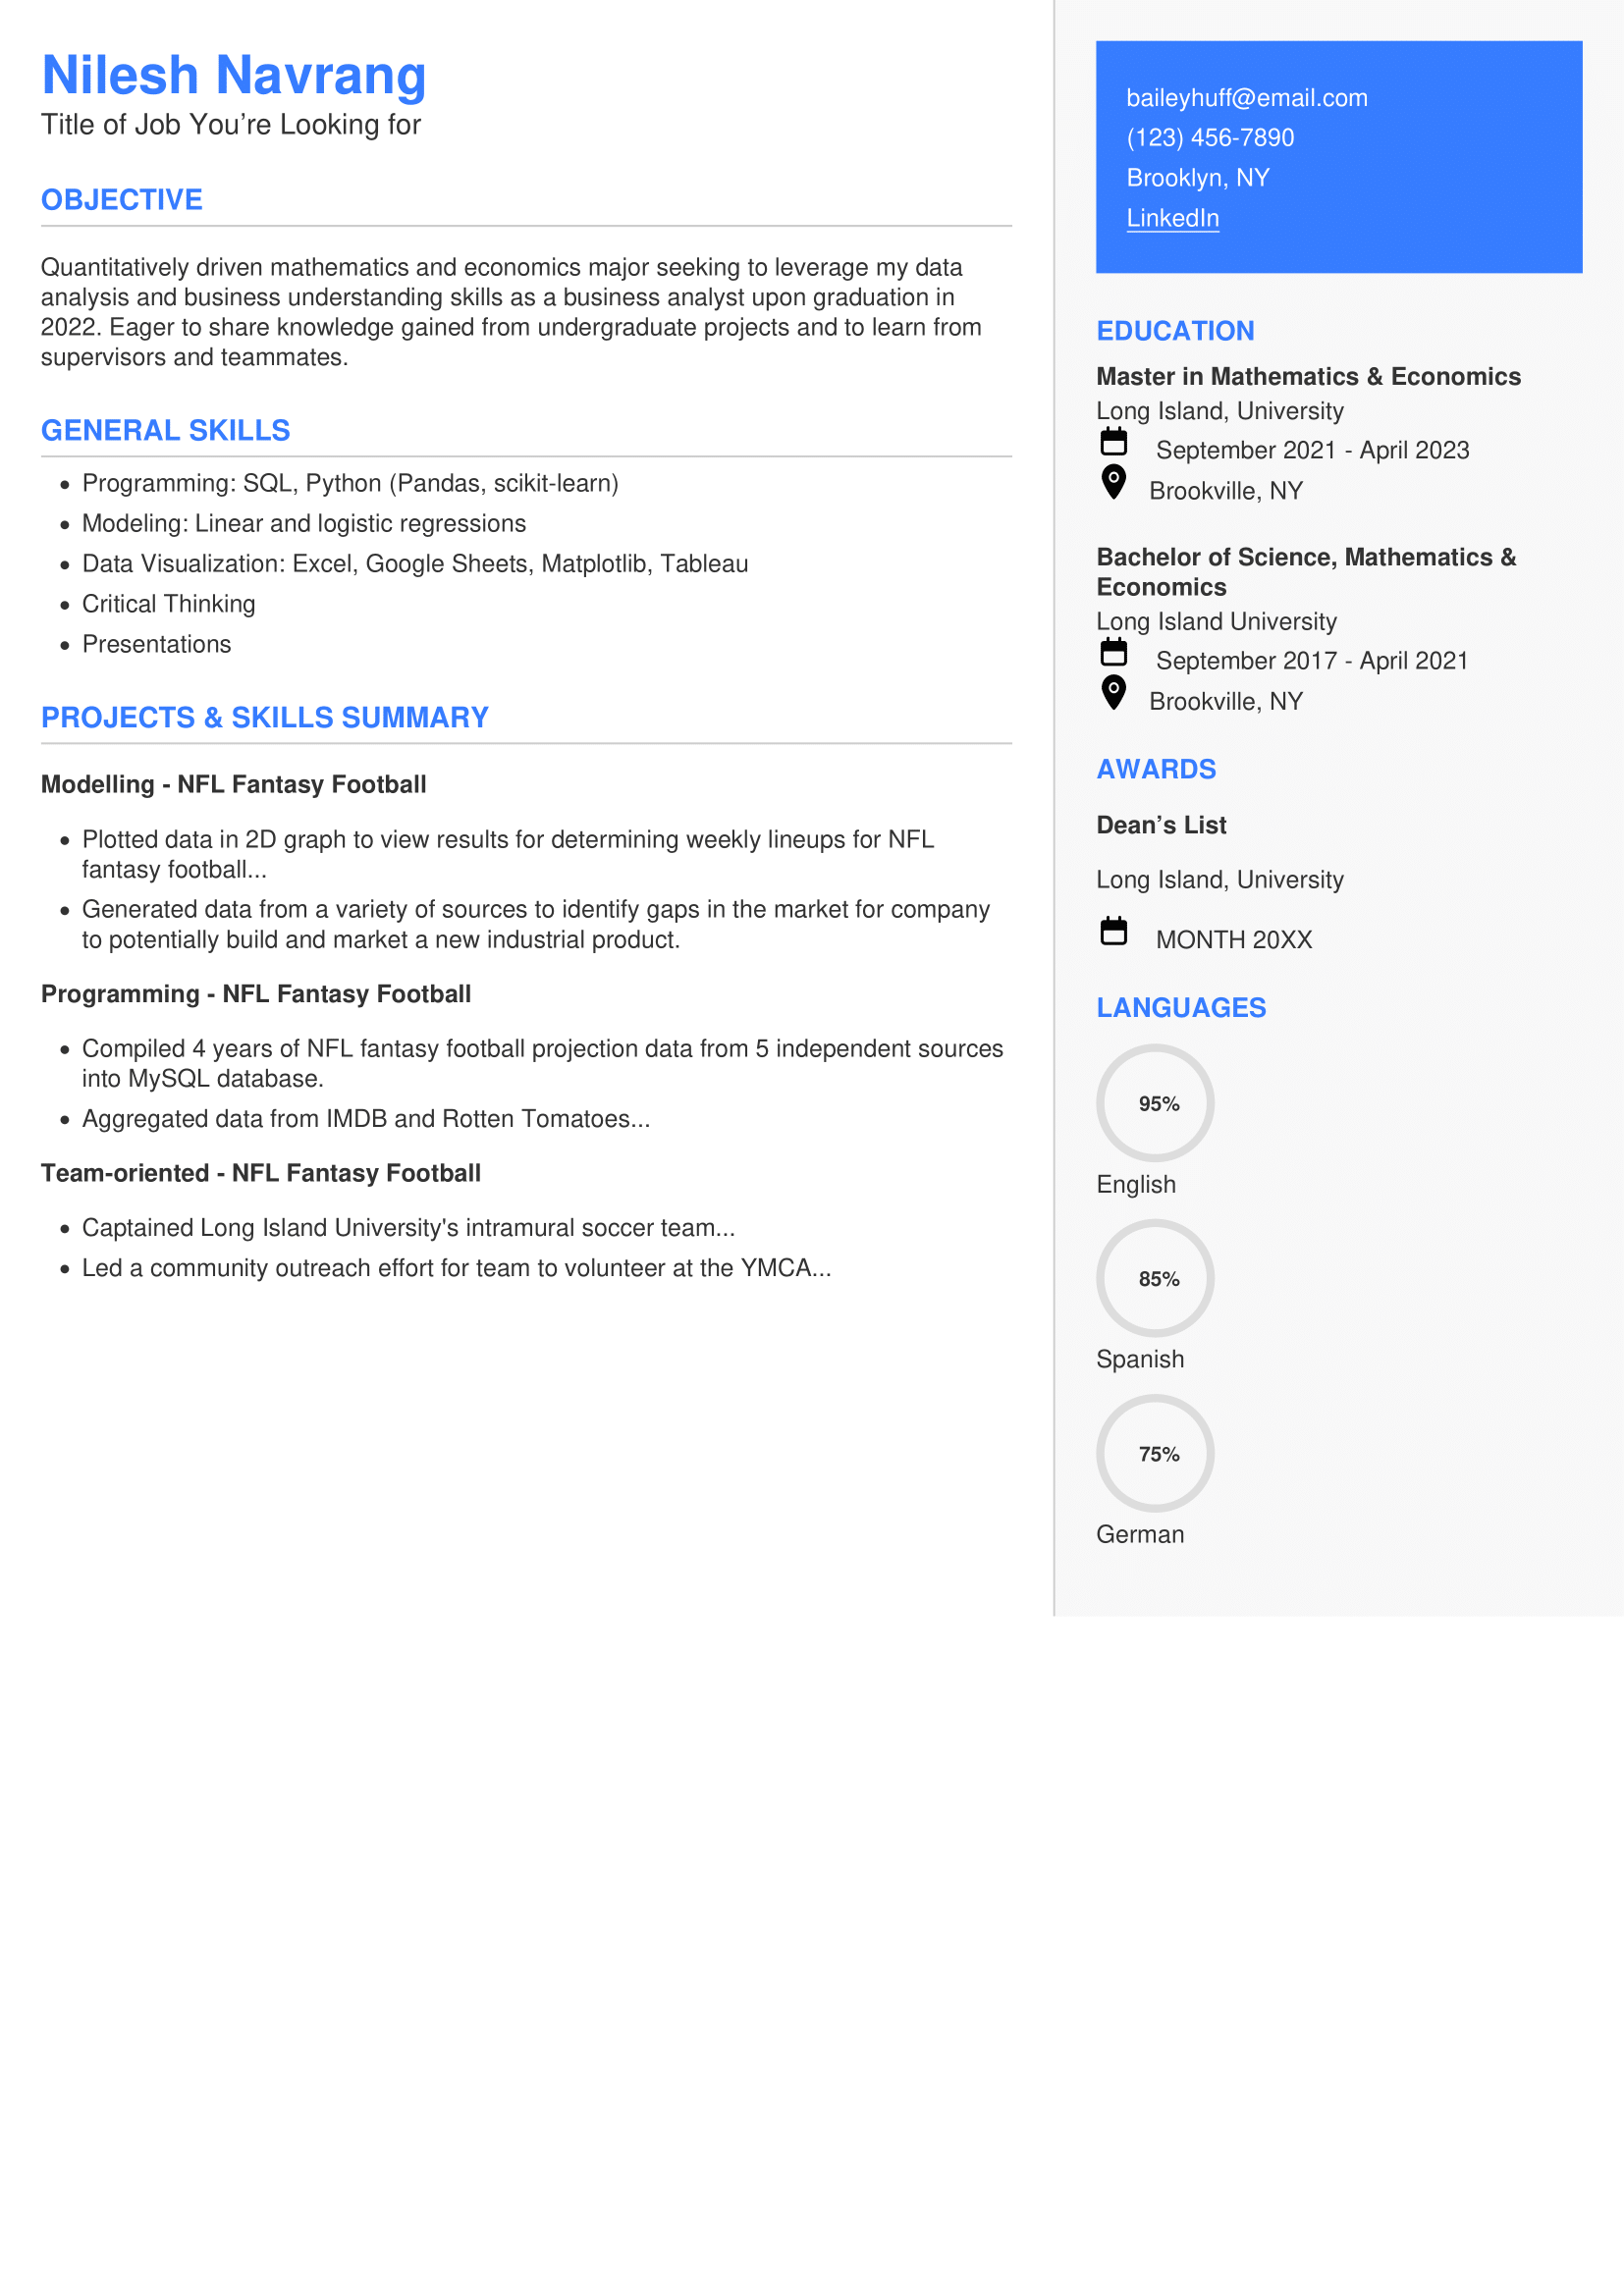 Nilesh Navrang
Title of Job You’re Looking for
OBJECTIVE
Quantitatively driven mathematics and economics major seeking to leverage my data
analysis and business understanding skills as a business analyst upon graduation in
2022. Eager to share knowledge gained from undergraduate projects and to learn from
supervisors and teammates.
GENERAL SKILLS
• Programming: SQL, Python (Pandas, scikit-learn)
• Modeling: Linear and logistic regressions
• Data Visualization: Excel, Google Sheets, Matplotlib, Tableau
• Critical Thinking
• Presentations
PROJECTS & SKILLS SUMMARY
Modelling - NFL Fantasy Football
• Plotted data in 2D graph to view results for determining weekly lineups for NFL
fantasy football...
• Generated data from a variety of sources to identify gaps in the market for company
to potentially build and market a new industrial product.
Programming - NFL Fantasy Football
• Compiled 4 years of NFL fantasy football projection data from 5 independent sources
into MySQL database.
• Aggregated data from IMDB and Rotten Tomatoes...
Team-oriented - NFL Fantasy Football
• Captained Long Island University's intramural soccer team...
• Led a community outreach effort for team to volunteer at the YMCA...
baileyhuff@email.com
(123) 456-7890
Brooklyn, NY
LinkedIn
EDUCATION
Master in Mathematics & Economics
Long Island, University
September 2021 - April 2023
Brookville, NY
Bachelor of Science, Mathematics &
Economics
Long Island University
September 2017 - April 2021
Brookville, NY
AWARDS
Dean’s List
Long Island, University
MONTH 20XX
LANGUAGES
95%
English
85%
Spanish
75%
German